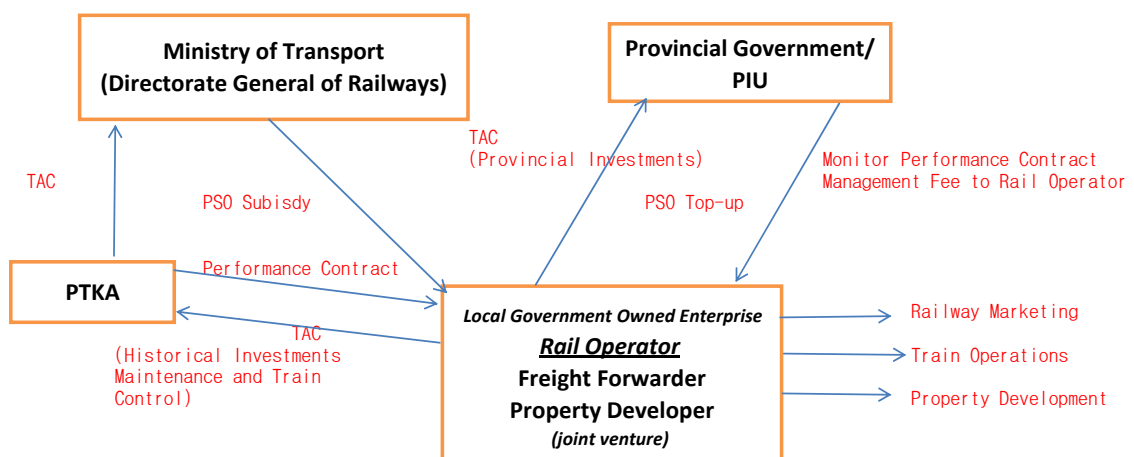 Ministry of Transport
(Directorate General of Railways)
Provincial Government/
PIU
TAC
(Provincial Investments)
Monitor Performance Contract
Management Fee to Rail Operator
TAC
PSO Subisdy
PSO Top-up
Performance Contract
PTKA
Local Government Owned Enterprise
Rail Operator
Freight Forwarder
Property Developer
(joint venture)
TAC
(Historical Investments
Maintenance and Train
Control)
Railway Marketing
Train Operations
Property Development